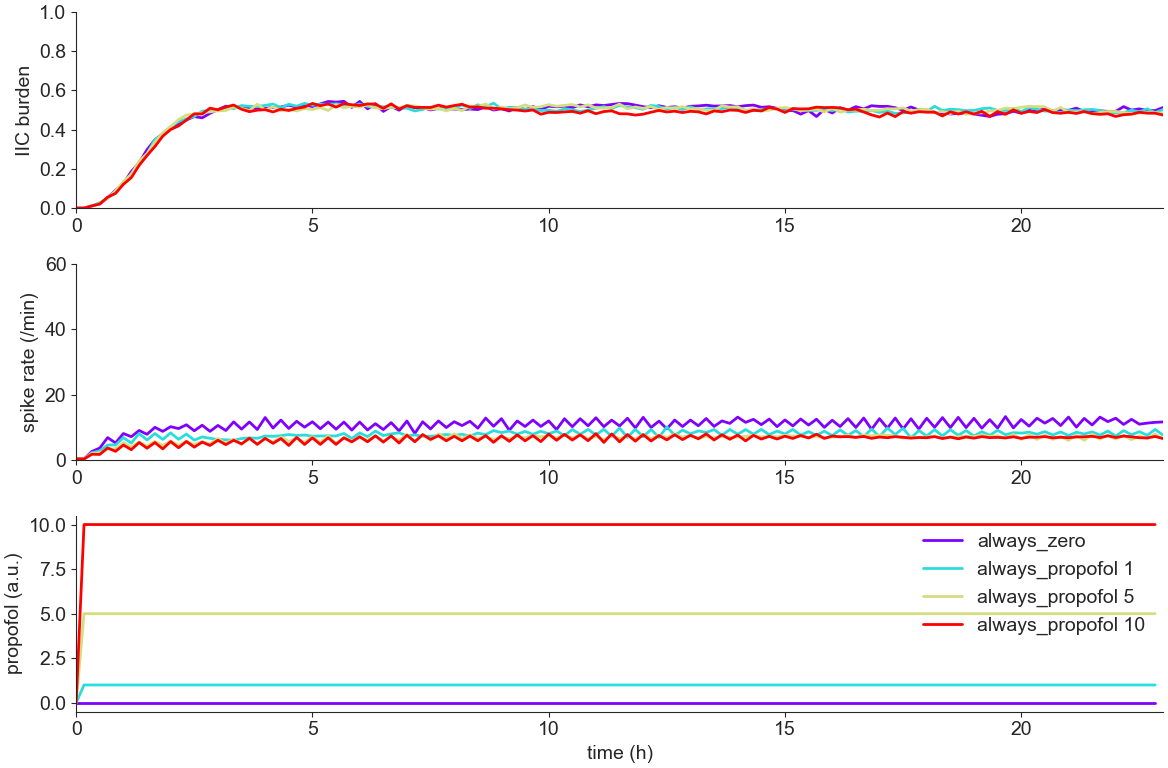 1.0
0.8
0.6
0.4
0.2
0.0
IIC burden
0 5 10 15 20
60
40
20
0
spike rate (/min)
0 5 10 15 20
10.0
7.5
5.0
2.5
0.0
propofol (a.u.)
always_zero
always_propofol 1
always_propofol 5
always_propofol 10
0 5 10 15 20
time (h)